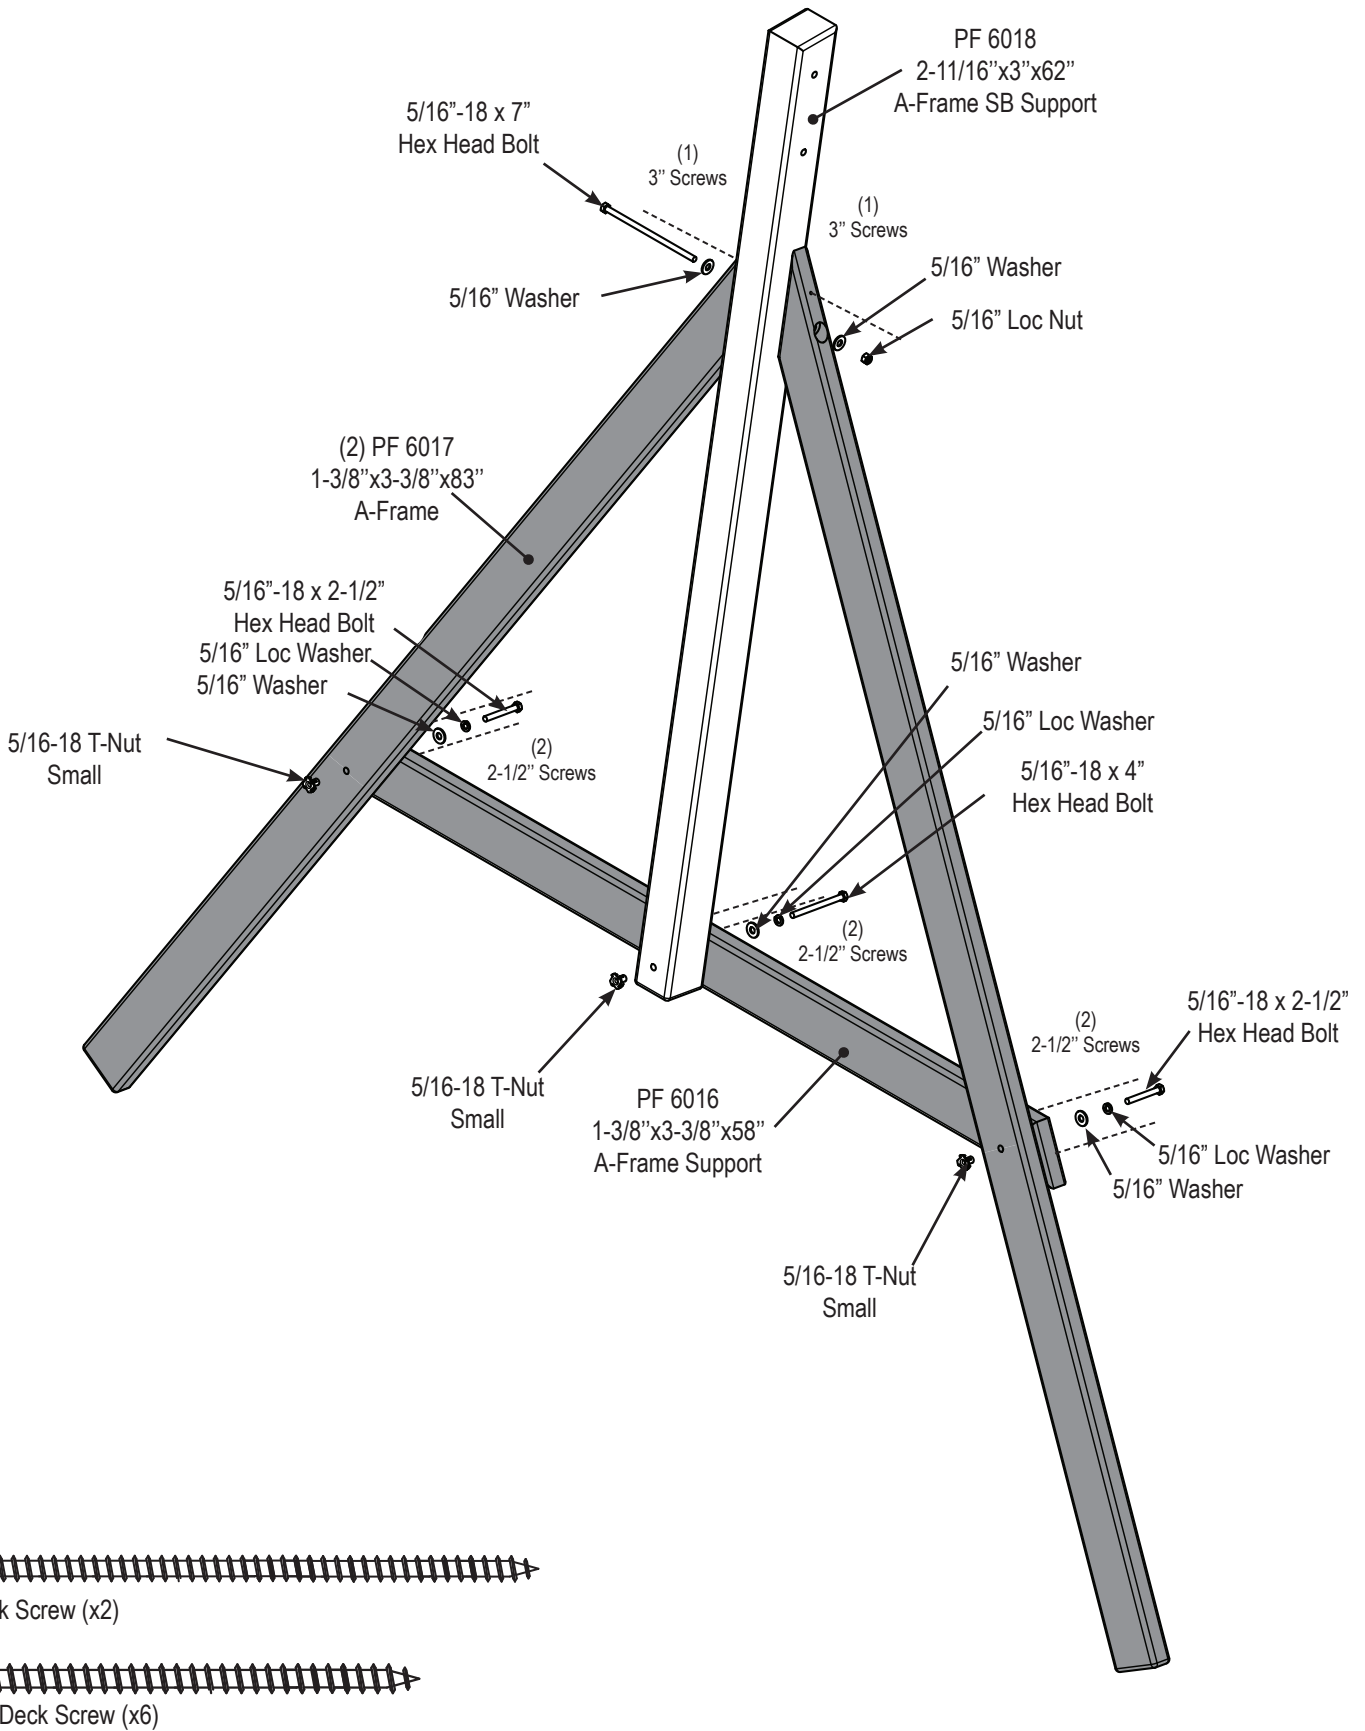 PF 6018
2-11/16’’x3’’x62’’
A-Frame SB Support
5/16”-18 x 7”
Hex Head Bolt
(1)
3’’ Screws
(1)
3’’ Screws
5/16” Washer
5/16” Washer
5/16” Loc Nut
(2) PF 6017
1-3/8’’x3-3/8’’x83’’
A-Frame
5/16”-18 x 2-1/2”
Hex Head Bolt
5/16” Loc Washer
5/16” Washer
5/16” Washer
5/16-18 T-Nut
Small
(2)
2-1/2’’ Screws
5/16” Loc Washer
5/16”-18 x 4”
Hex Head Bolt
(2)
2-1/2’’ Screws
5/16”-18 x 2-1/2”
Hex Head Bolt
(2)
2-1/2’’ Screws
5/16-18 T-Nut
Small
PF 6016
1-3/8’’x3-3/8’’x58’’
A-Frame Support
5/16” Loc Washer
5/16” Washer
5/16-18 T-Nut
Small
k Screw (x2)
Deck Screw (x6)